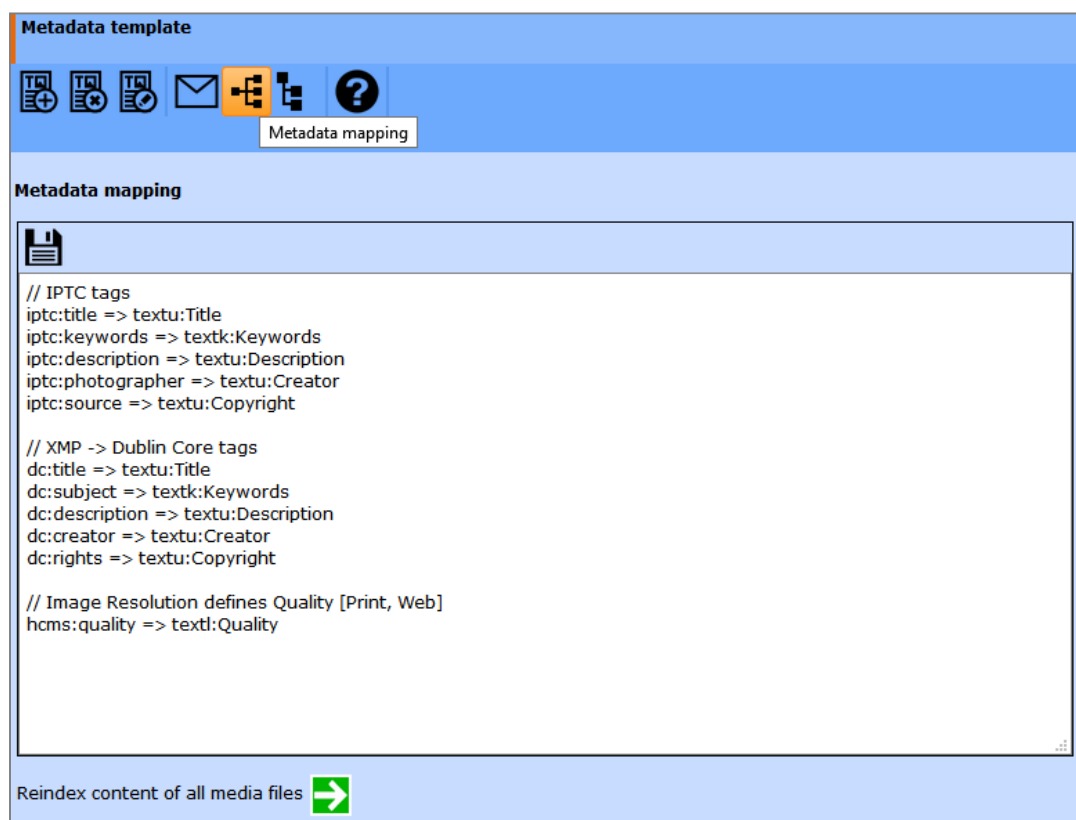 Metadata template
Metadata mapping
Metadata mapping
// IPTC tags
iptc:title => textu:Title
iptc:keywords => textk:Keywords
iptc:description => textu:Description
iptc:photographer => textu:Creator
iptc:source => textu:Copyright
// XMP -> Dublin Core tags
dc:title => textu:Title
dc:subject => textk:Keywords
dc:description => textu:Description
dc:creator => textu:Creator
dc:rights => textu:Copyright
// Image Resolution defines Quality [Print, Web]
hcms:quality => textl:Quality
Reindex content of all media files